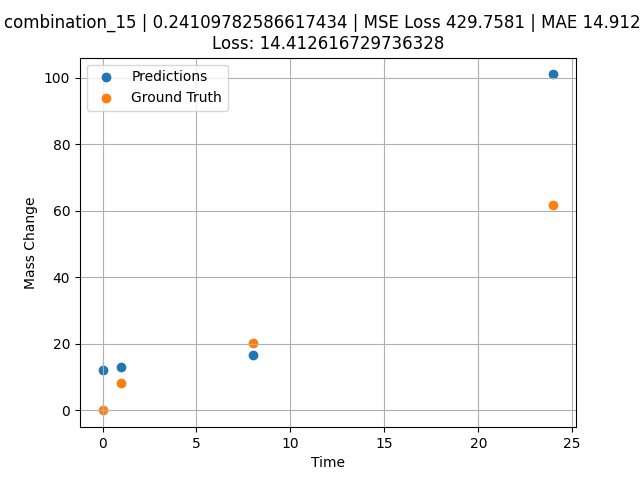 combination_15 | 0.24109782586617434 | MSE Loss 429.7581 | MAE 14.912
Loss: 14.412616729736328
Predictions
Ground Truth
100
80
60
40
20
0
Mass Change
0 5 10 15 20 25
Time